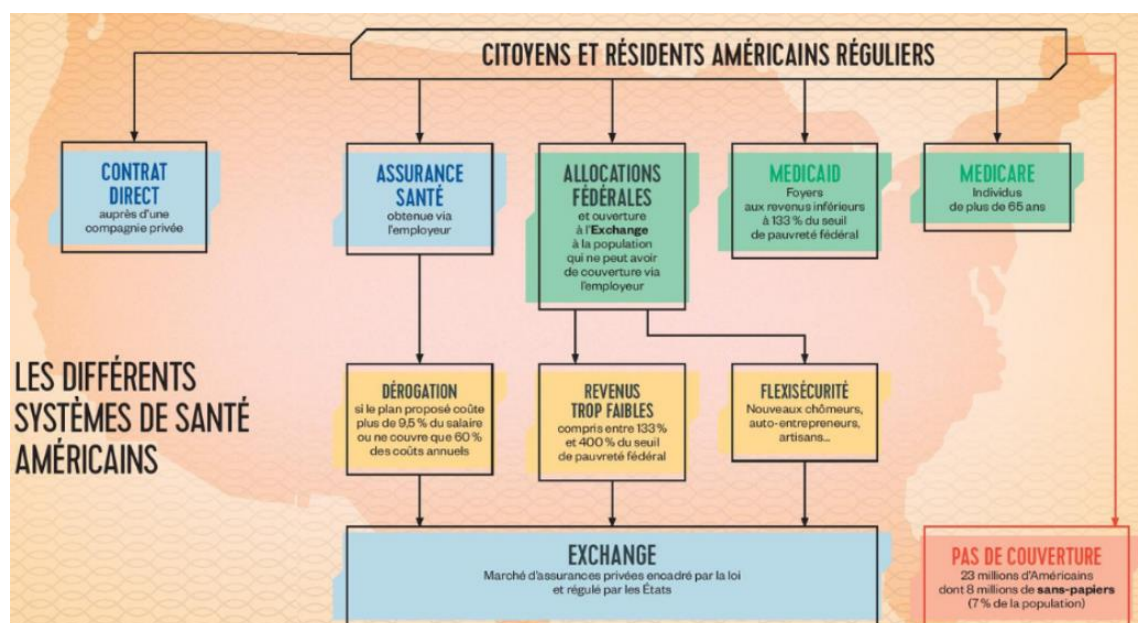 CITOYENS ET RÉSIDENTS AMÉRICAINS RÉGULIERS
CONTRAT
DIRECT
auprès d'une
compagnie privée
ASSURANCE
SANTÉ
obtenue via
l'employeur
ALLOCATIONS
FÉDÉRALES
et ouverture
à l'Exchange
à la population
qui ne peut avoir
de couverture via
l'employeur
MEDICAID
Foyers
aux revenus inférieurs
à 133 % du seuil
de pauvreté fédéral
MEDICARE
Individus
de plus de 65 ans
LES DIFFÉRENTS
SYSTÈMES DE SANTÉ
AMÉRICAINS
DÉROGATION
si le plan proposé coûte
plus de 9,5 % du salaire
ou ne couvre que 60 %
des coûts annuels
REVENUS
TROP FAIBLES
compris entre 133 %
et 400 % du seuil
de pauvreté fédéral
FLEXISÉCURITÉ
Nouveaux chômeurs,
auto-entrepreneurs,
artisans...
EXCHANGE
Marché d'assurances privées encadré par la loi
et régulé par les États
PAS DE COUVERTURE
23 millions d'Américains
dont 8 millions de sans-papiers
(7 % de la population)